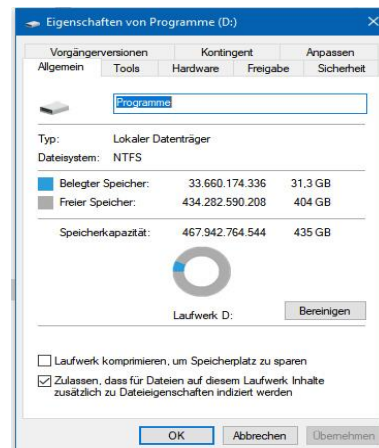 Eigenschaften von Programme (D:)
Vorgängerversionen Kontingent Anpassen
Allgemein Tools Hardware Freigabe Sicherheit
Programme
Typ: Lokaler Datenträger
Dateisystem: NTFS
Belegter Speicher: 33.660.174.336 31,3 GB
Freier Speicher: 434.282.590.208 404 GB
Speicherkapazität: 467.942.764.544 435 GB
Laufwerk D: Bereinigen
Laufwerk komprimieren, um Speicherplatz zu sparen
Zulassen, dass für Dateien auf diesem Laufwerk Inhalte
zusätzlich zu Dateieigenschaften indiziert werden
OK Abbrechen Übernehmen